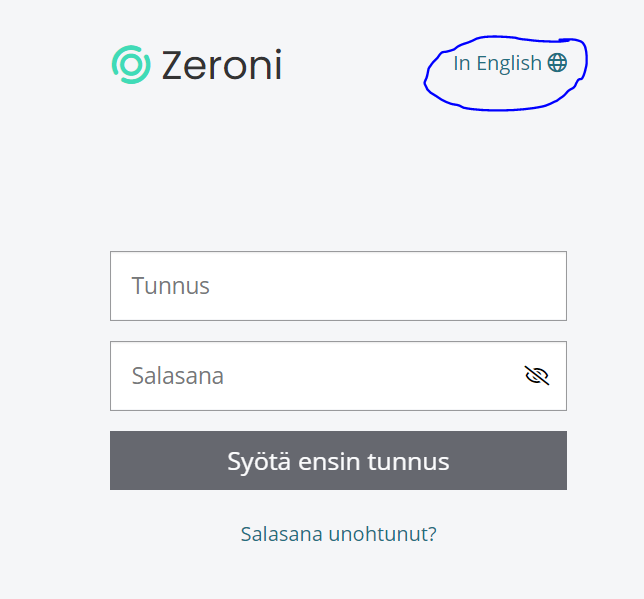 Zeroni
In English
Tunnus
Salasana
Syötä ensin tunnus
Salasana unohtunut?